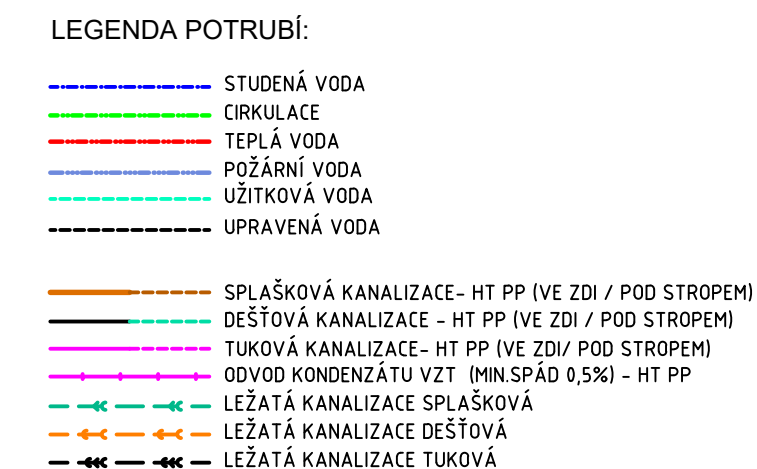 LEGENDA POTRUBÍ:
STUDENÁ VODA
CIRKULACE
TEPLÁ VODA
POŽÁRNÍ VODA
UŽITKOVÁ VODA
UPRAVENÁ VODA
SPLAŠKOVÁ KANALIZACE- HT PP (VE ZDI / POD STROPEM)
DEŠŤOVÁ KANALIZACE - HT PP (VE ZDI / POD STROPEM)
TUKOVÁ KANALIZACE- HT PP (VE ZDI/ POD STROPEM)
ODVOD KONDENZÁTU VZT (MIN.SPÁD 0,5%) - HT PP
LEŽATÁ KANALIZACE SPLAŠKOVÁ
LEŽATÁ KANALIZACE DEŠŤOVÁ
LEŽATÁ KANALIZACE TUKOVÁ